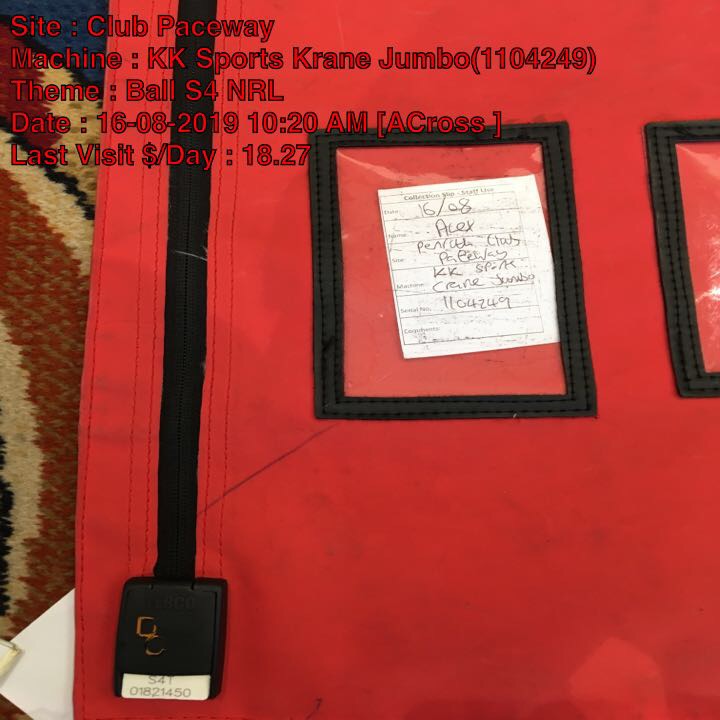 Site : Club Paceway
Machine : KK Sports Krane Jumbo(1104249)
Theme : Ball S4 NRL
Date : 16-08-2019 10:20 AM [ACross ]
Last Visit $/Day : 18.27
Collection Slip - Staff Use
Date: 16/08
Name: Alex
Penrith Club
Site: Paceway
KK Sport
Machine: Crane Jumbo
Serial No: 1104249
Comments:
S4T
01821450